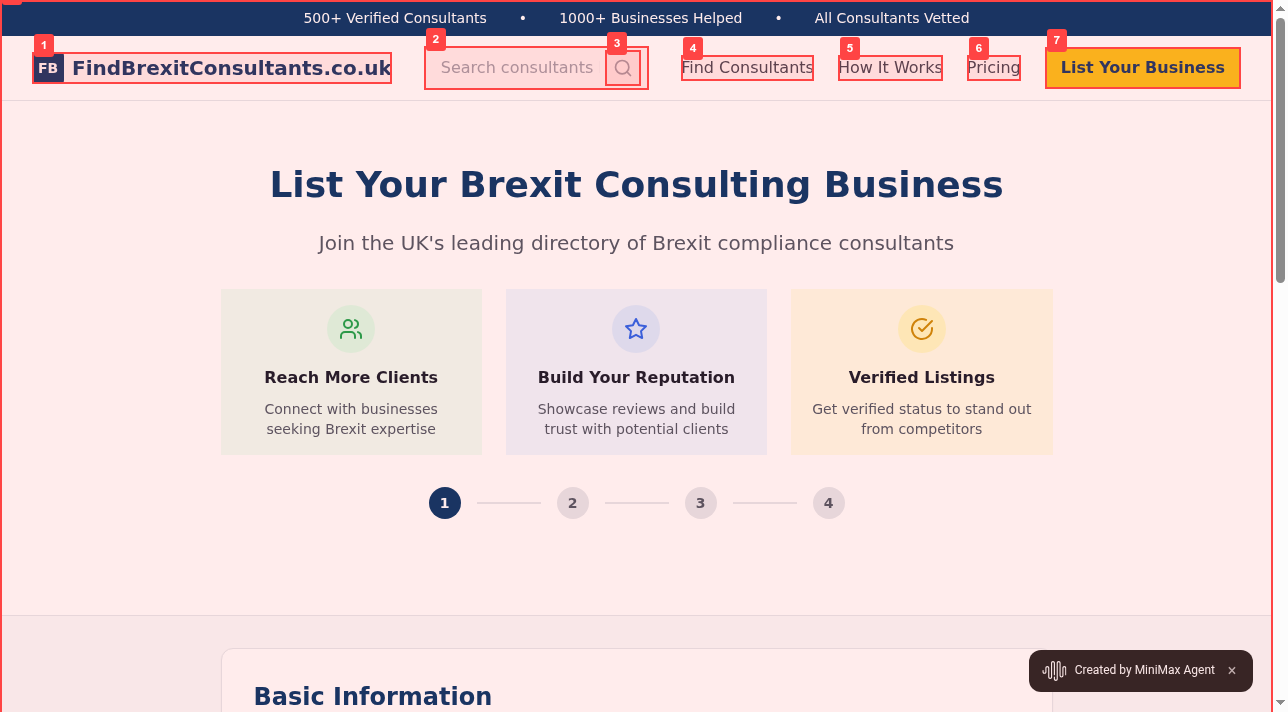 500+ Verified Consultants • 1000+ Businesses Helped • All Consultants Vetted
1 2 3 4 5 6 7
FB FindBrexitConsultants.co.uk Search consultants Find Consultants How It Works Pricing List Your Business
List Your Brexit Consulting Business
Join the UK's leading directory of Brexit compliance consultants
Reach More Clients
Connect with businesses
seeking Brexit expertise
Build Your Reputation
Showcase reviews and build
trust with potential clients
Verified Listings
Get verified status to stand out
from competitors
1 2 3 4
Basic Information
Created by MiniMax Agent ×